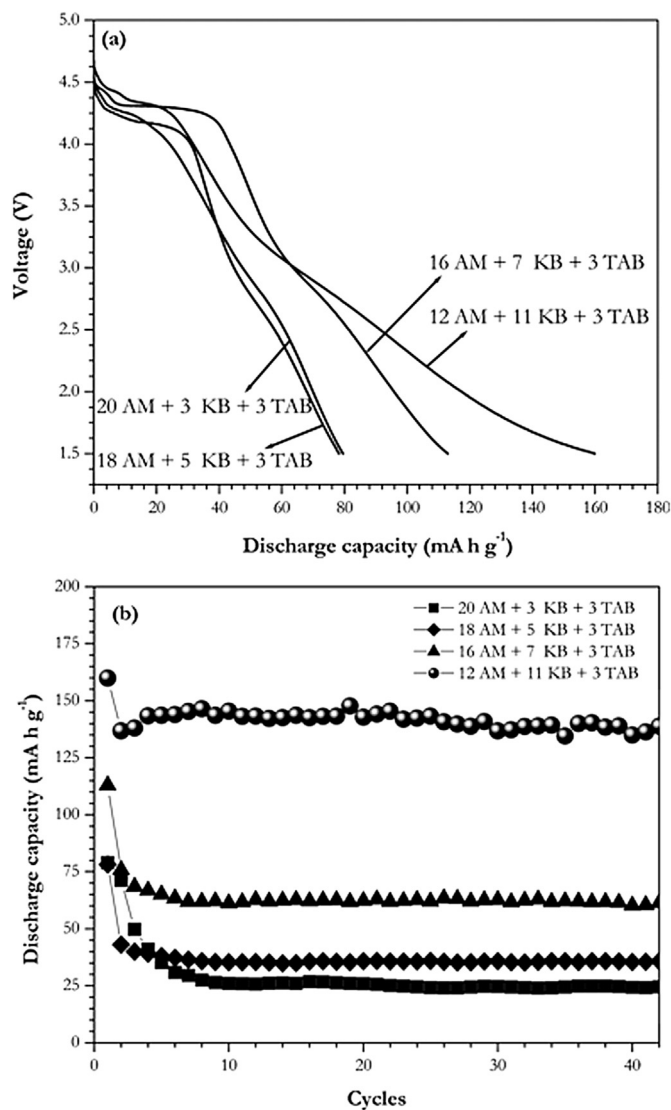 (a)
5.0
4.5
4.0
3.5
3.0
2.5
2.0
1.5
Voltage (V)
16 AM + 7 KB + 3 TAB
12 AM + 11 KB + 3 TAB
20 AM + 3 KB + 3 TAB
18 AM + 5 KB + 3 TAB
0 20 40 60 80 100 120 140 160 180
Discharge capacity (mA h g-1)
(b)
200
175
150
125
100
75
50
25
0
Discharge capacity (mA h g-1)
20 AM + 3 KB + 3 TAB
18 AM + 5 KB + 3 TAB
16 AM + 7 KB + 3 TAB
12 AM + 11 KB + 3 TAB
0 10 20 30 40
Cycles